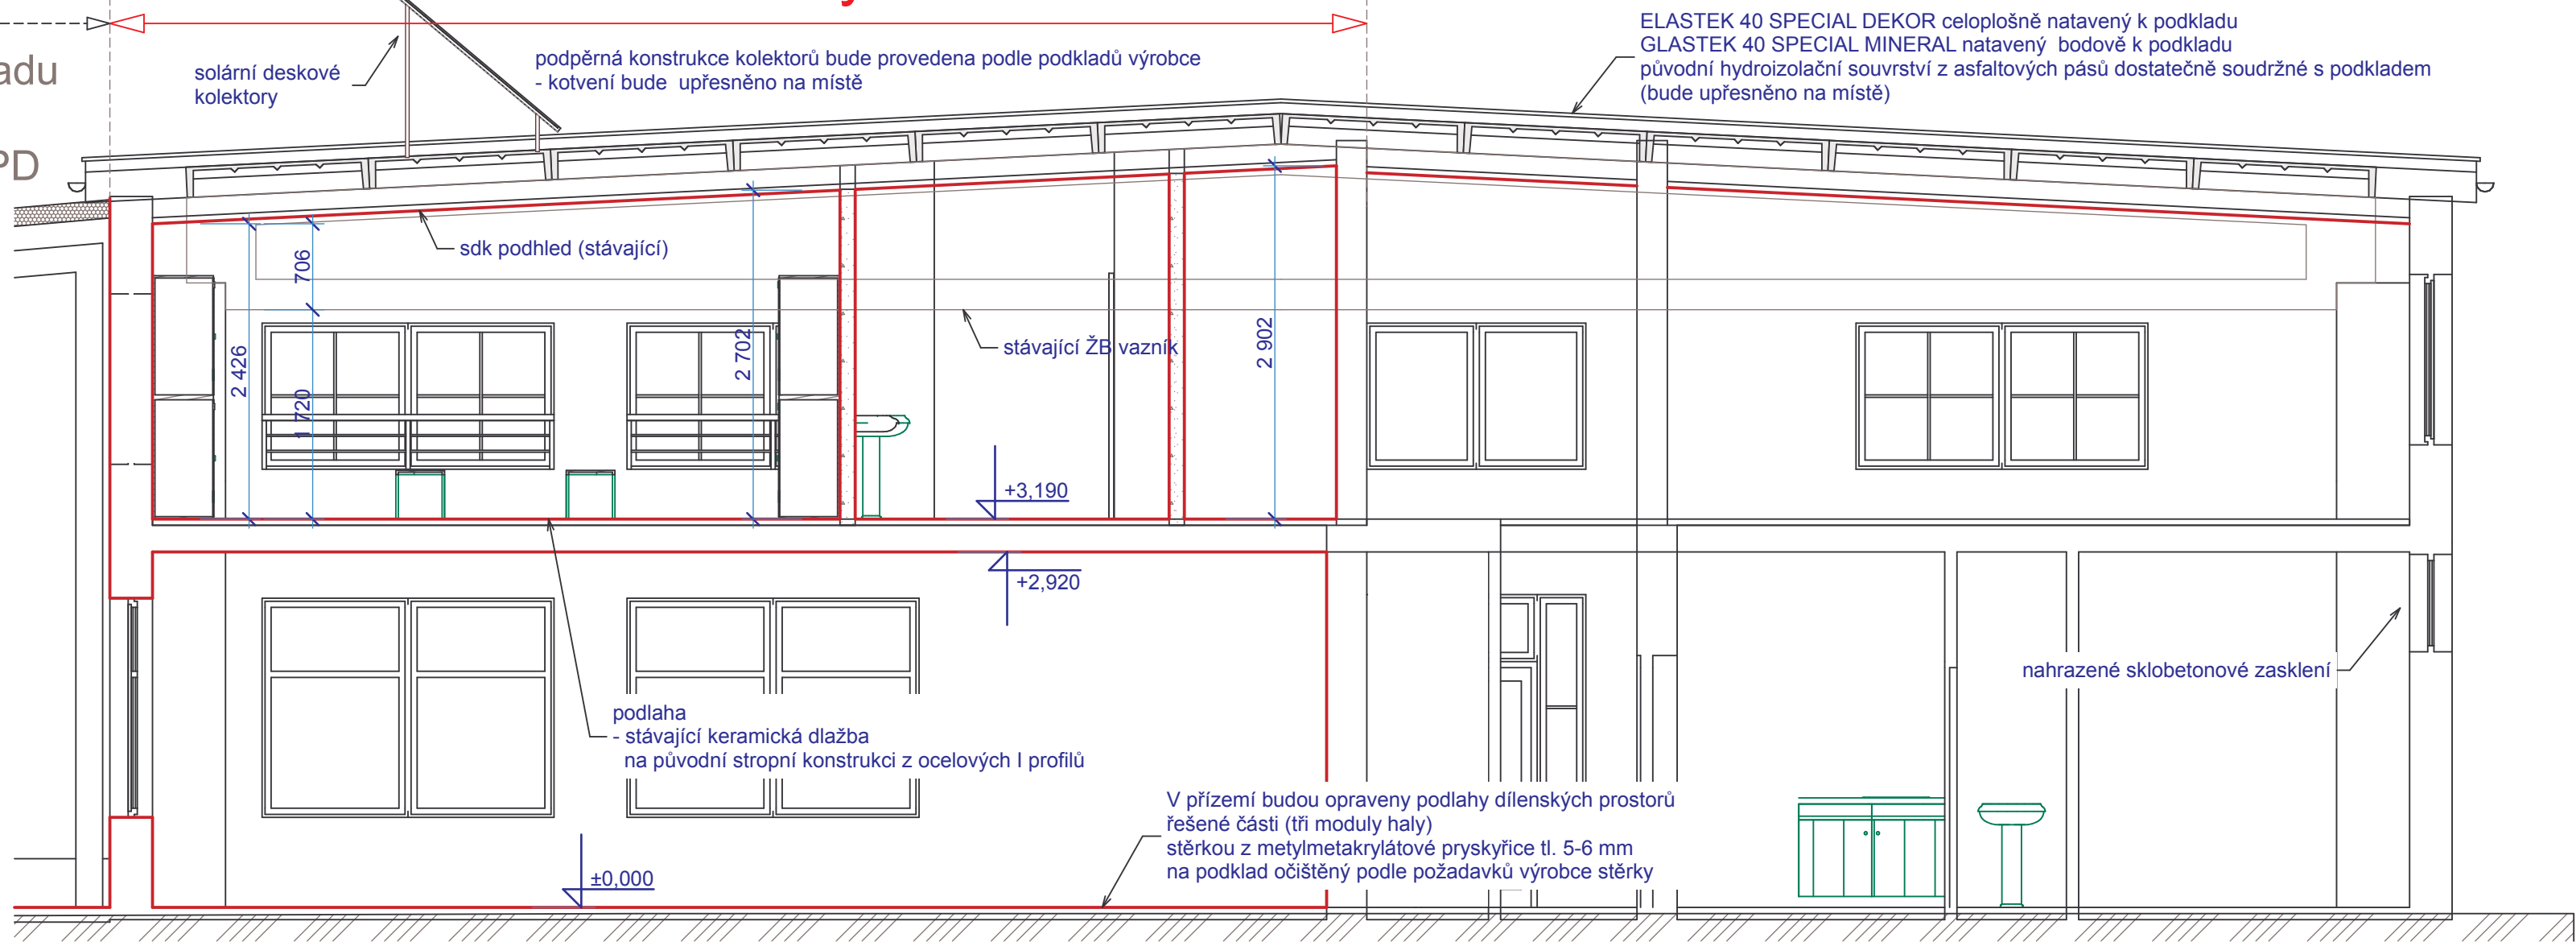 adu
PD
solární deskové
kolektory
podpěrná konstrukce kolektorů bude provedena podle podkladů výrobce
- kotvení bude upřesněno na místě
ELASTEK 40 SPECIAL DEKOR celoplošně natavený k podkladu
GLASTEK 40 SPECIAL MINERAL natavený bodově k podkladu
původní hydroizolační souvrství z asfaltových pásů dostatečně soudržné s podkladem
(bude upřesněno na místě)
sdk podhled (stávající)
706
2 426
1 720
2 702
2 902
stávající ŽB vazník
+3,190
+2,920
nahrazené sklobetonové zasklení
podlaha
- stávající keramická dlažba
na původní stropní konstrukci z ocelových I profilů
V přízemí budou opraveny podlahy dílenských prostorů
řešené části (tři moduly haly)
stěrkou z metylmetakrylátové pryskyřice tl. 5-6 mm
na podklad očištěný podle požadavků výrobce stěrky
±0,000